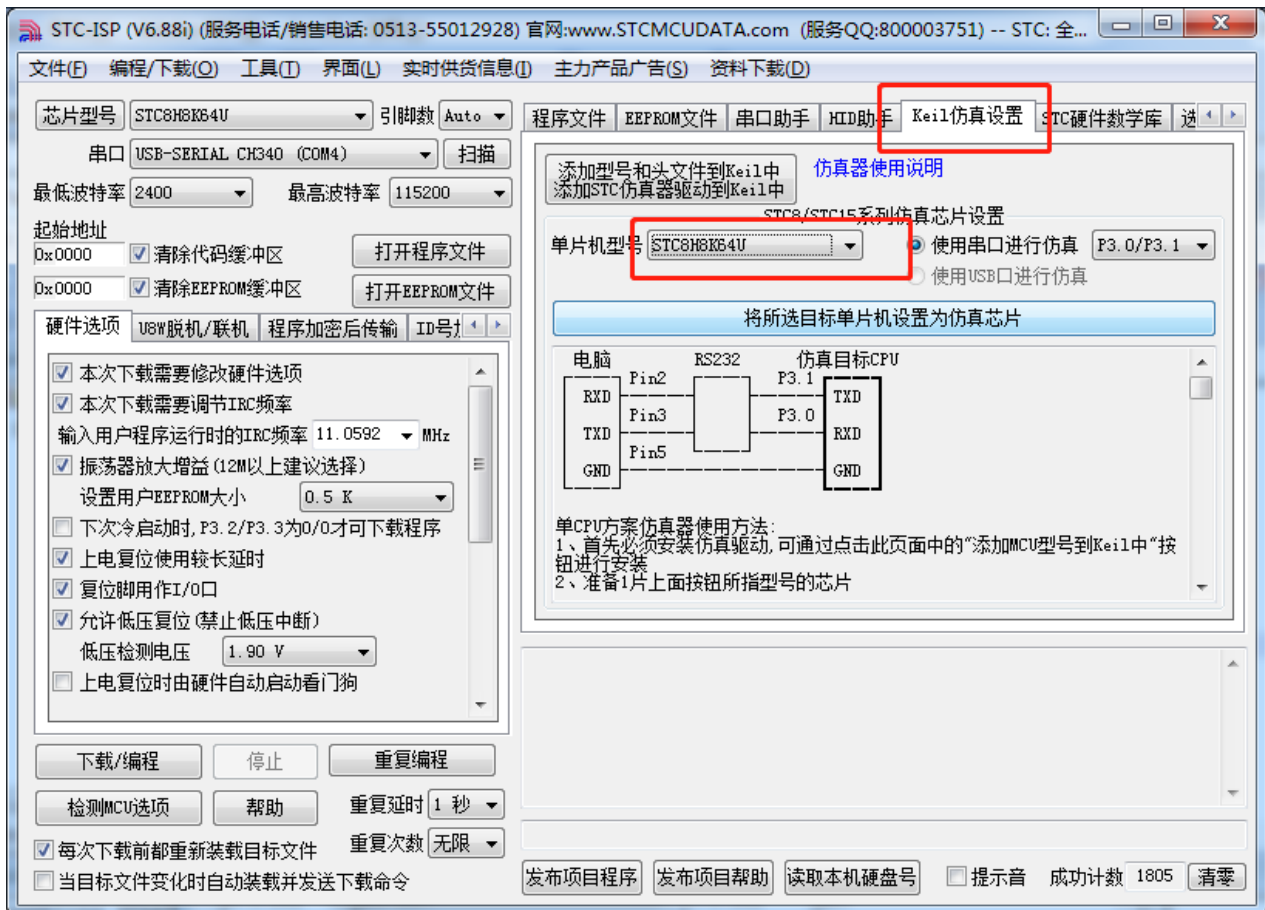 STC-ISP (V6.88i) (服务电话/销售电话: 0513-55012928) 官网:www.STCMCUDATA.com (服务QQ:800003751) -- STC: 全...
文件(F) 编程/下载(O) 工具(T) 界面(L) 实时供货信息(I) 主力产品广告(S) 资料下载(D)
芯片型号 STC8H8K64U 引脚数 Auto
串口 USB-SERIAL CH340 (COM4) 扫描
最低波特率 2400 最高波特率 115200
起始地址
0x0000 清除代码缓冲区 打开程序文件
0x0000 清除EEPROM缓冲区 打开EEPROM文件
硬件选项 U8W脱机/联机 程序加密后传输 ID号
本次下载需要修改硬件选项
本次下载需要调节IRC频率
输入用户程序运行时的IRC频率 11.0592 MHz
振荡器放大增益(12M以上建议选择)
设置用户EEPROM大小 0.5 K
下次冷启动时,P3.2/P3.3为0/0才可下载程序
上电复位使用较长延时
复位脚用作I/O口
允许低压复位(禁止低压中断)
低压检测电压 1.90 V
上电复位时由硬件自动启动看门狗
下载/编程 停止 重复编程
检测MCU选项 帮助 重复延时 1 秒
每次下载前都重新装载目标文件 重复次数 无限
当目标文件变化时自动装载并发送下载命令
程序文件 EEPROM文件 串口助手 HID助手 Keil仿真设置 STC硬件数学库 选
添加型号和头文件到Keil中
添加STC仿真器驱动到Keil中
仿真器使用说明
STC8/STC15系列仿真芯片设置
单片机型号 STC8H8K64U 使用串口进行仿真 P3.0/P3.1
使用USB口进行仿真
将所选目标单片机设置为仿真芯片
电脑 RS232 仿真目标CPU
Pin2 P3.1
RXD TXD
Pin3 P3.0
TXD RXD
Pin5
GND GND
单CPU方案仿真器使用方法:
1、首先必须安装仿真驱动,可通过点击此页面中的"添加MCU型号到Keil中"按
钮进行安装
2、准备1片上面按钮所指型号的芯片
发布项目程序 发布项目帮助 读取本机硬盘号 提示音 成功计数 1805 清零